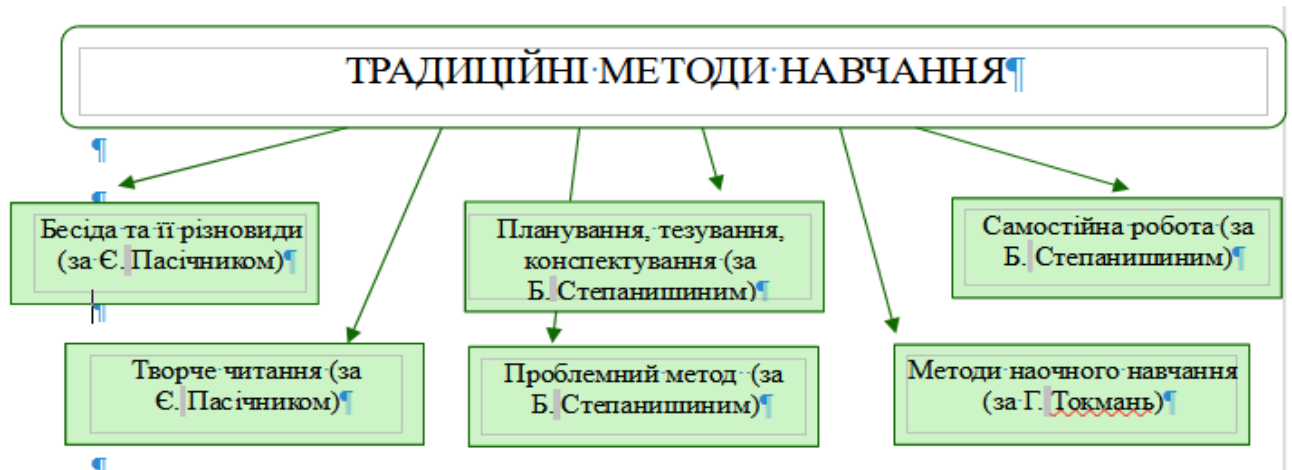 ТРАДИЦІЙНІ МЕТОДИ НАВЧАННЯ
Бесіда та її різновиди
(за Є. Пасічником)
Планування, тезування,
конспектування (за
Б. Степанишиним)
Самостійна робота (за
Б. Степанишиним)
Творче читання (за
Є. Пасічником)
Проблемний метод (за
Б. Степанишиним)
Методи наочного навчання
(за Г. Токмань)